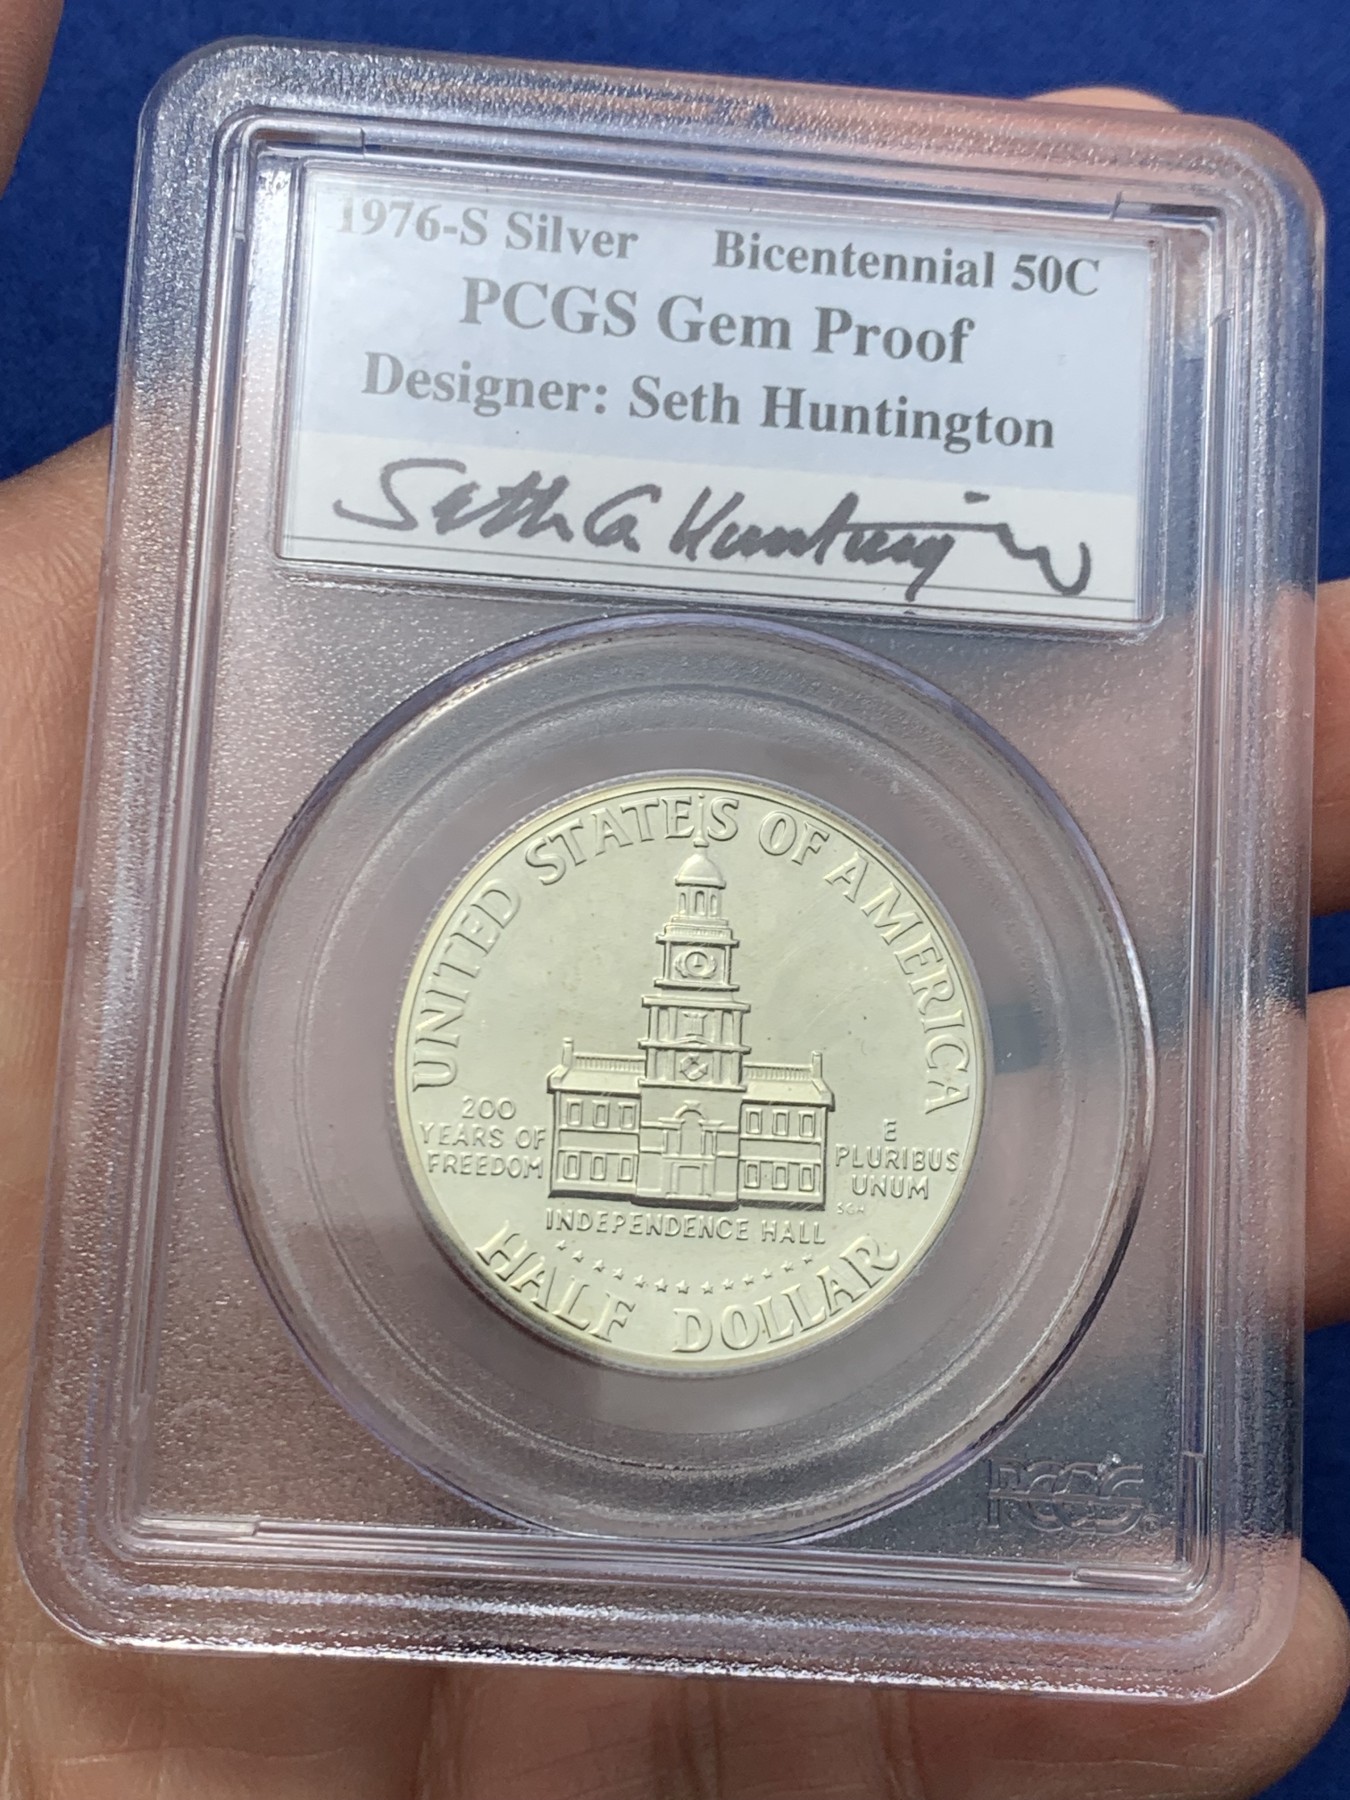 1976-S Silver Bicentennial 50C
PCGS Gem Proof
Designer: Seth Huntington
Seth G Huntington
UNITED STATES OF AMERICA
200
YEARS OF
FREEDOM
E
PLURIBUS
UNUM
SGH
INDEPENDENCE HALL
HALF DOLLAR
PCGS